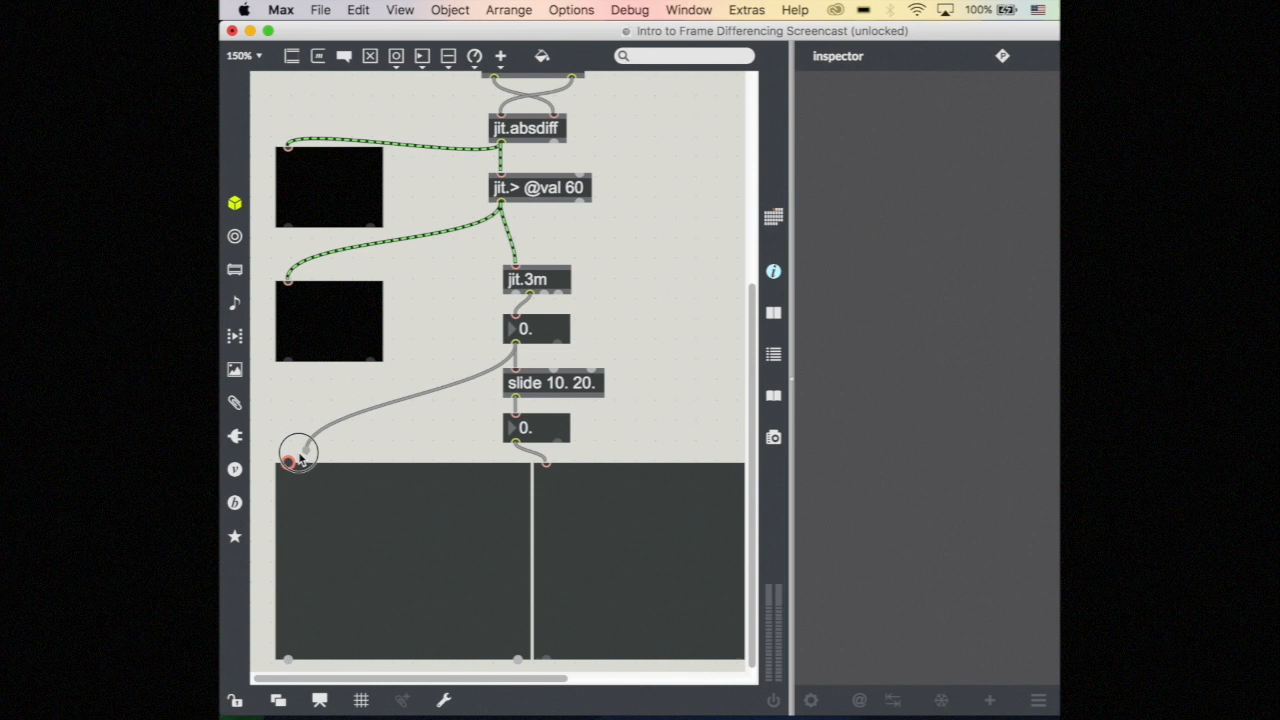 Max File Edit View Object Arrange Options Debug Window Extras Help 100%
Intro to Frame Differencing Screencast (unlocked)
150%
inspector
jit.absdiff
jit.> @val 60
jit.3m
0.
slide 10. 20.
0.